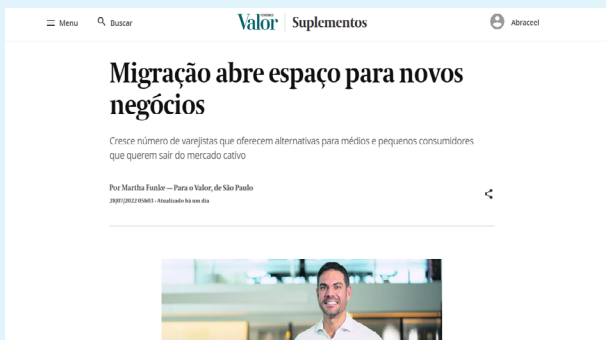 Menu
Buscar
Valor
Suplementos
Abraceel
Migração abre espaço para novos
negócios
Cresce número de varejistas que oferecem alternativas para médios e pequenos consumidores
que querem sair do mercado cativo
Por Martha Funke — Para o Valor, de São Paulo
28/07/2022 05h03 · Atualizado há um dia